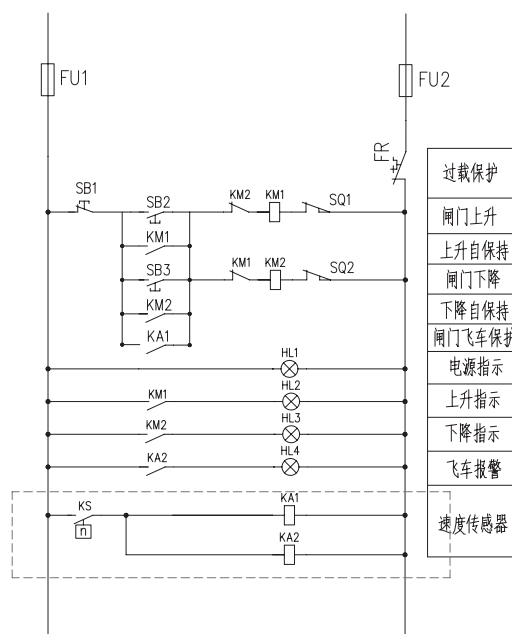 FU1
FU2
FR
过载保护
SB1
SB2
KM2
KM1
SQ1
闸门上升
KM1
上升自保持
SB3
KM1
KM2
SQ2
闸门下降
KM2
下降自保持
KA1
闸门飞车保护
HL1
电源指示
KM1
HL2
上升指示
KM2
HL3
下降指示
KA2
HL4
飞车报警
KS
n
KA1
速度传感器
KA2